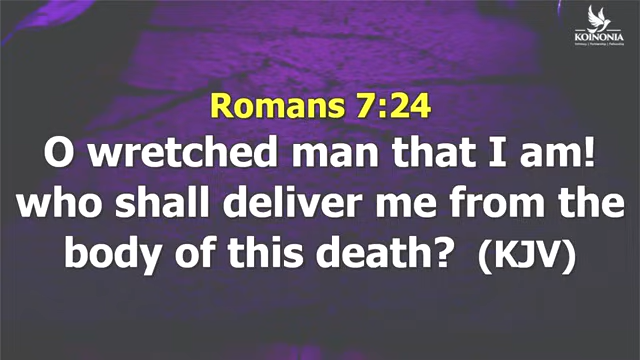 KOINONIA
Romans 7:24
O wretched man that I am!
who shall deliver me from the
body of this death? (KJV)